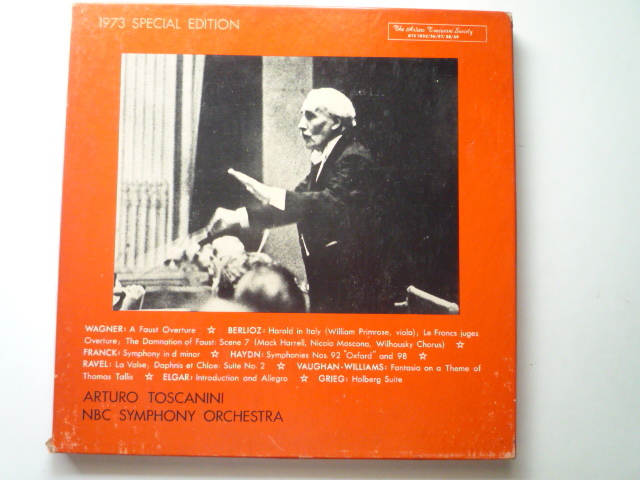 1973 SPECIAL EDITION
The Arturo Toscanini Society
WAGNER: A Faust Overture ☆ BERLIOZ: Harold in Italy (William Primrose, viola); Le Francs juges
Overture; The Damnation of Faust: Scene 7 (Mack Harrell, Nicola Moscona, Wilhousky Chorus) ☆
FRANCK: Symphony in d minor ☆ HAYDN: Symphonies Nos. 92 "Oxford" and 98 ☆
RAVEL: La Valse, Daphnis et Chloe: Suite No. 2 ☆ VAUGHAN-WILLIAMS: Fantasia on a Theme of
Thomas Tallis ☆ ELGAR: Introduction and Allegro ☆ GRIEG: Holberg Suite
ARTURO TOSCANINI
NBC SYMPHONY ORCHESTRA